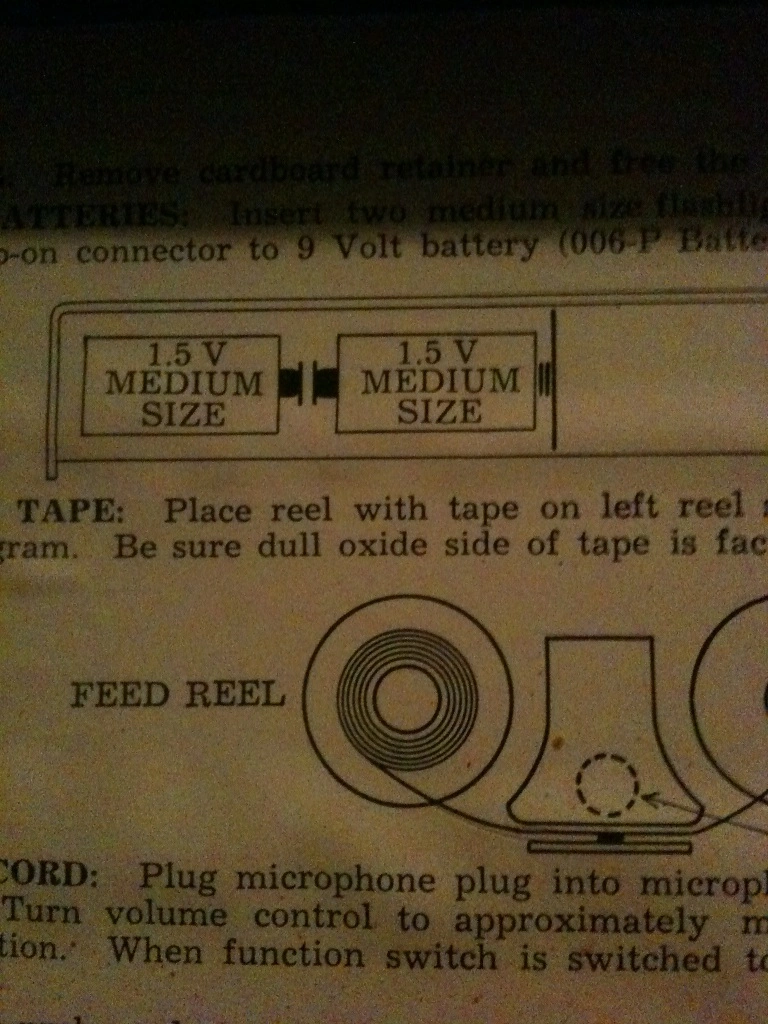 Remove cardboard retainer and free the
ATTERIES: Insert two medium size flashlig
p-on connector to 9 Volt battery (006-P Batte
1.5 V
MEDIUM
SIZE
1.5 V
MEDIUM
SIZE
TAPE: Place reel with tape on left reel
gram. Be sure dull oxide side of tape is fac
FEED REEL
CORD: Plug microphone plug into microph
Turn volume control to approximately m
tion. When function switch is switched to